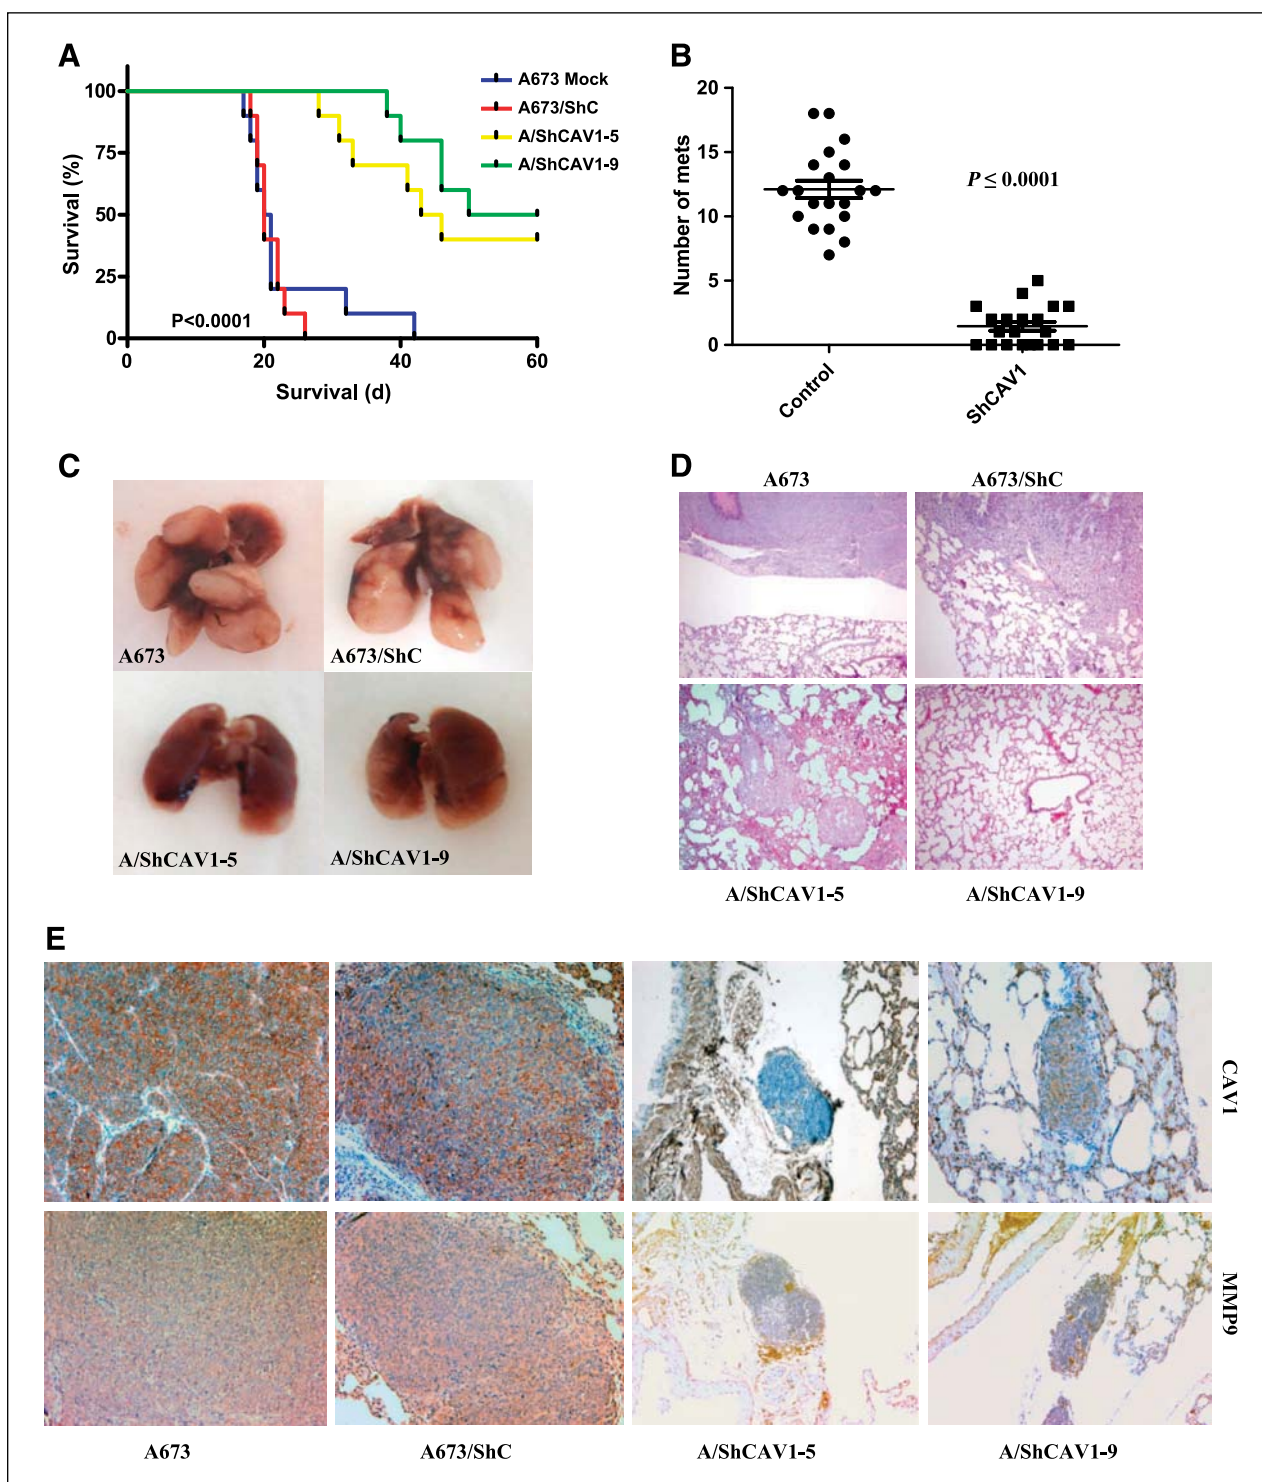 A
Survival (%)
100
75
50
25
0
0
20
40
60
Survival (d)
P<0.0001
A673 Mock
A673/ShC
A/ShCAV1-5
A/ShCAV1-9
B
Number of mets
20
15
10
5
0
P ≤ 0.0001
Control
ShCAV1
C
A673
A673/ShC
A/ShCAV1-5
A/ShCAV1-9
D
A673
A673/ShC
A/ShCAV1-5
A/ShCAV1-9
E
CAV1
MMP9
A673
A673/ShC
A/ShCAV1-5
A/ShCAV1-9